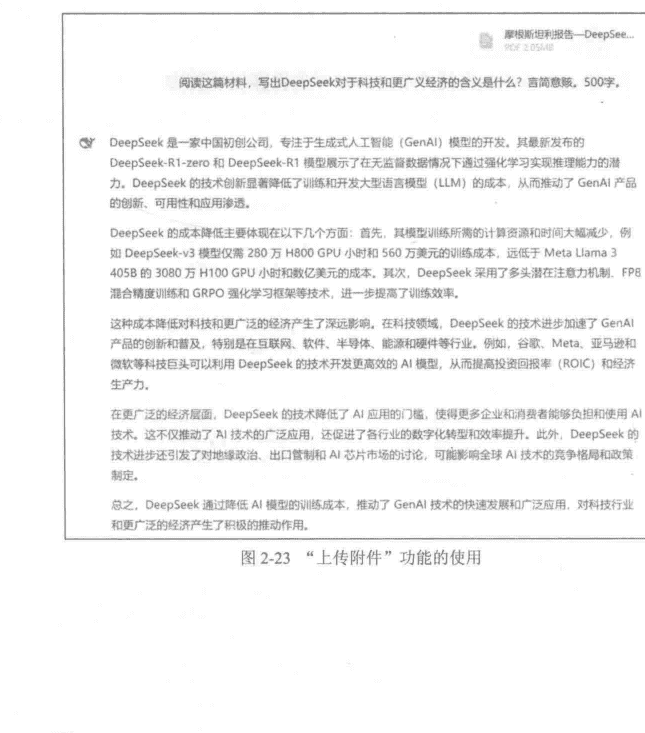 摩根斯坦利报告—DeepSee...
PDF 2.05MB
阅读这篇材料，写出DeepSeek对于科技和更广义经济的含义是什么？言简意赅。500字。
DeepSeek 是一家中国初创公司，专注于生成式人工智能（GenAI）模型的开发。其最新发布的
DeepSeek-R1-zero 和 DeepSeek-R1 模型展示了在无监督数据情况下通过强化学习实现推理能力的潜
力。DeepSeek 的技术创新显著降低了训练和开发大型语言模型（LLM）的成本，从而推动了 GenAI 产品
的创新、可用性和应用渗透。
DeepSeek 的成本降低主要体现在以下几个方面：首先，其模型训练所需的计算资源和时间大幅减少，例
如 DeepSeek-v3 模型仅需 280 万 H800 GPU 小时和 560 万美元的训练成本，远低于 Meta Llama 3
405B 的 3080 万 H100 GPU 小时和数亿美元的成本。其次，DeepSeek 采用了多头潜在注意力机制、FP8
混合精度训练和 GRPO 强化学习框架等技术，进一步提高了训练效率。
这种成本降低对科技和更广泛的经济产生了深远影响。在科技领域，DeepSeek 的技术进步加速了 GenAI
产品的创新和普及，特别是在互联网、软件、半导体、能源和硬件等行业。例如，谷歌、Meta、亚马逊和
微软等科技巨头可以利用 DeepSeek 的技术开发更高效的 AI 模型，从而提高投资回报率（ROIC）和经济
生产力。
在更广泛的经济层面，DeepSeek 的技术降低了 AI 应用的门槛，使得更多企业和消费者能够负担和使用 AI
技术。这不仅推动了 AI 技术的广泛应用，还促进了各行业的数字化转型和效率提升。此外，DeepSeek 的
技术进步还引发了对地缘政治、出口管制和 AI 芯片市场的讨论，可能影响全球 AI 技术的竞争格局和政策
制定。
总之，DeepSeek 通过降低 AI 模型的训练成本，推动了 GenAI 技术的快速发展和广泛应用，对科技行业
和更广泛的经济产生了积极的推动作用。
图 2-23 “上传附件”功能的使用